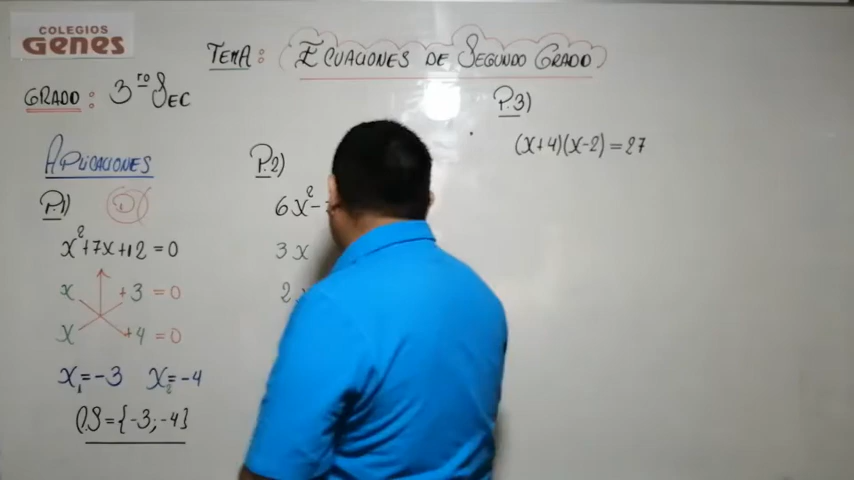 COLEGIOS
Genes
TEMA: ECUACIONES DE SEGUNDO GRADO
GRADO: 3ro SEC
APLICACIONES
P.1)
x²+7x+12=0
x +3=0
x +4=0
x₁=-3 x₂=-4
C.S={-3;-4}
P.2)
6x²-
3x
2
P.3)
(x+4)(x-2)=27